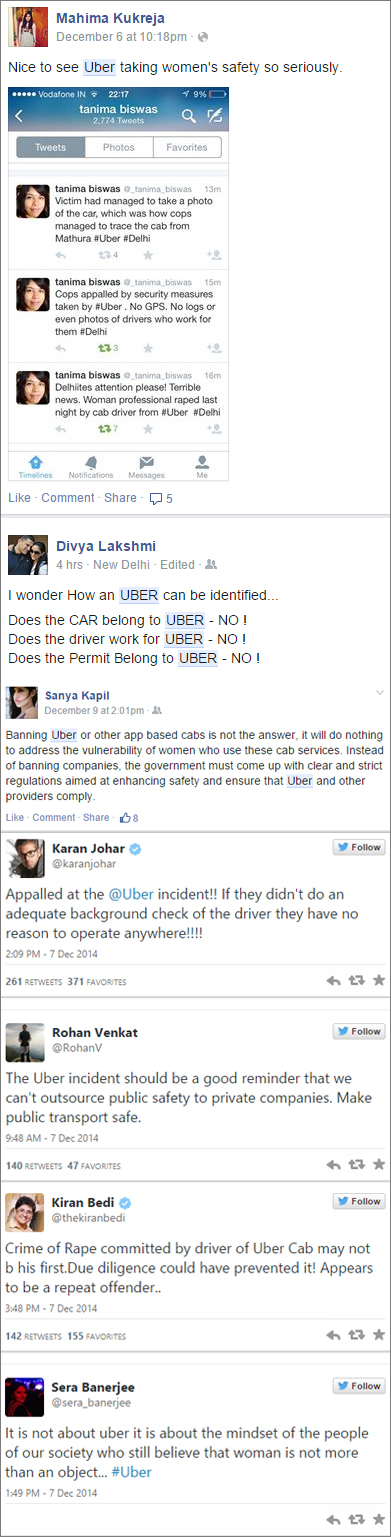 Mahima Kukreja
December 6 at 10:18pm ·
Nice to see Uber taking women's safety so seriously.
Vodafone IN 22:17 9%
tanima biswas
2,774 Tweets
Tweets Photos Favorites
tanima biswas @_tanima_biswas 13m
Victim had managed to take a photo
of the car, which was how cops
managed to trace the cab from
Mathura #Uber #Delhi
4
tanima biswas @_tanima_biswas 15m
Cops appalled by security measures
taken by #Uber . No GPS. No logs or
even photos of drivers who work for
them #Delhi
3
tanima biswas @_tanima_biswas 16m
Delhiites attention please! Terrible
news. Woman professional raped last
night by cab driver from #Uber #Delhi
7
Timelines Notifications Messages Me
Like · Comment · Share · 5
Divya Lakshmi
4 hrs · New Delhi · Edited ·
I wonder How an UBER can be identified...
Does the CAR belong to UBER - NO !
Does the driver work for UBER - NO !
Does the Permit Belong to UBER - NO !
Sanya Kapil
December 9 at 2:01pm ·
Banning Uber or other app based cabs is not the answer, it will do nothing
to address the vulnerability of women who use these cab services. Instead
of banning companies, the government must come up with clear and strict
regulations aimed at enhancing safety and ensure that Uber and other
providers comply.
Like · Comment · Share · 8
Karan Johar Follow
@karanjohar
Appalled at the @Uber incident!! If they didn't do an
adequate background check of the driver they have no
reason to operate anywhere!!!!
2:09 PM - 7 Dec 2014
261 RETWEETS 371 FAVORITES
Rohan Venkat Follow
@RohanV
The Uber incident should be a good reminder that we
can't outsource public safety to private companies. Make
public transport safe.
9:48 AM - 7 Dec 2014
140 RETWEETS 47 FAVORITES
Kiran Bedi Follow
@thekiranbedi
Crime of Rape committed by driver of Uber Cab may not
b his first.Due diligence could have prevented it! Appears
to be a repeat offender..
3:48 PM - 7 Dec 2014
142 RETWEETS 155 FAVORITES
Sera Banerjee Follow
@sera_banerjee
It is not about uber it is about the mindset of the people
of our society who still believe that woman is not more
than an object... #Uber
1:49 PM - 7 Dec 2014